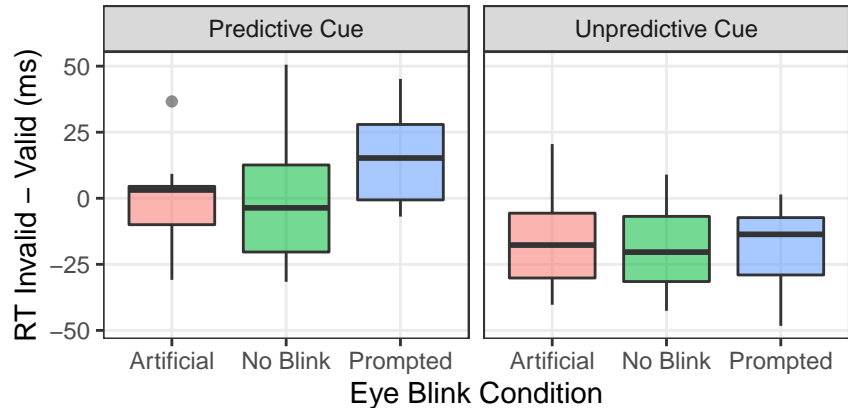 Predictive Cue
Unpredictive Cue
RT Invalid − Valid (ms)
50
25
0
−25
−50
Artificial
No Blink
Prompted
Artificial
No Blink
Prompted
Eye Blink Condition